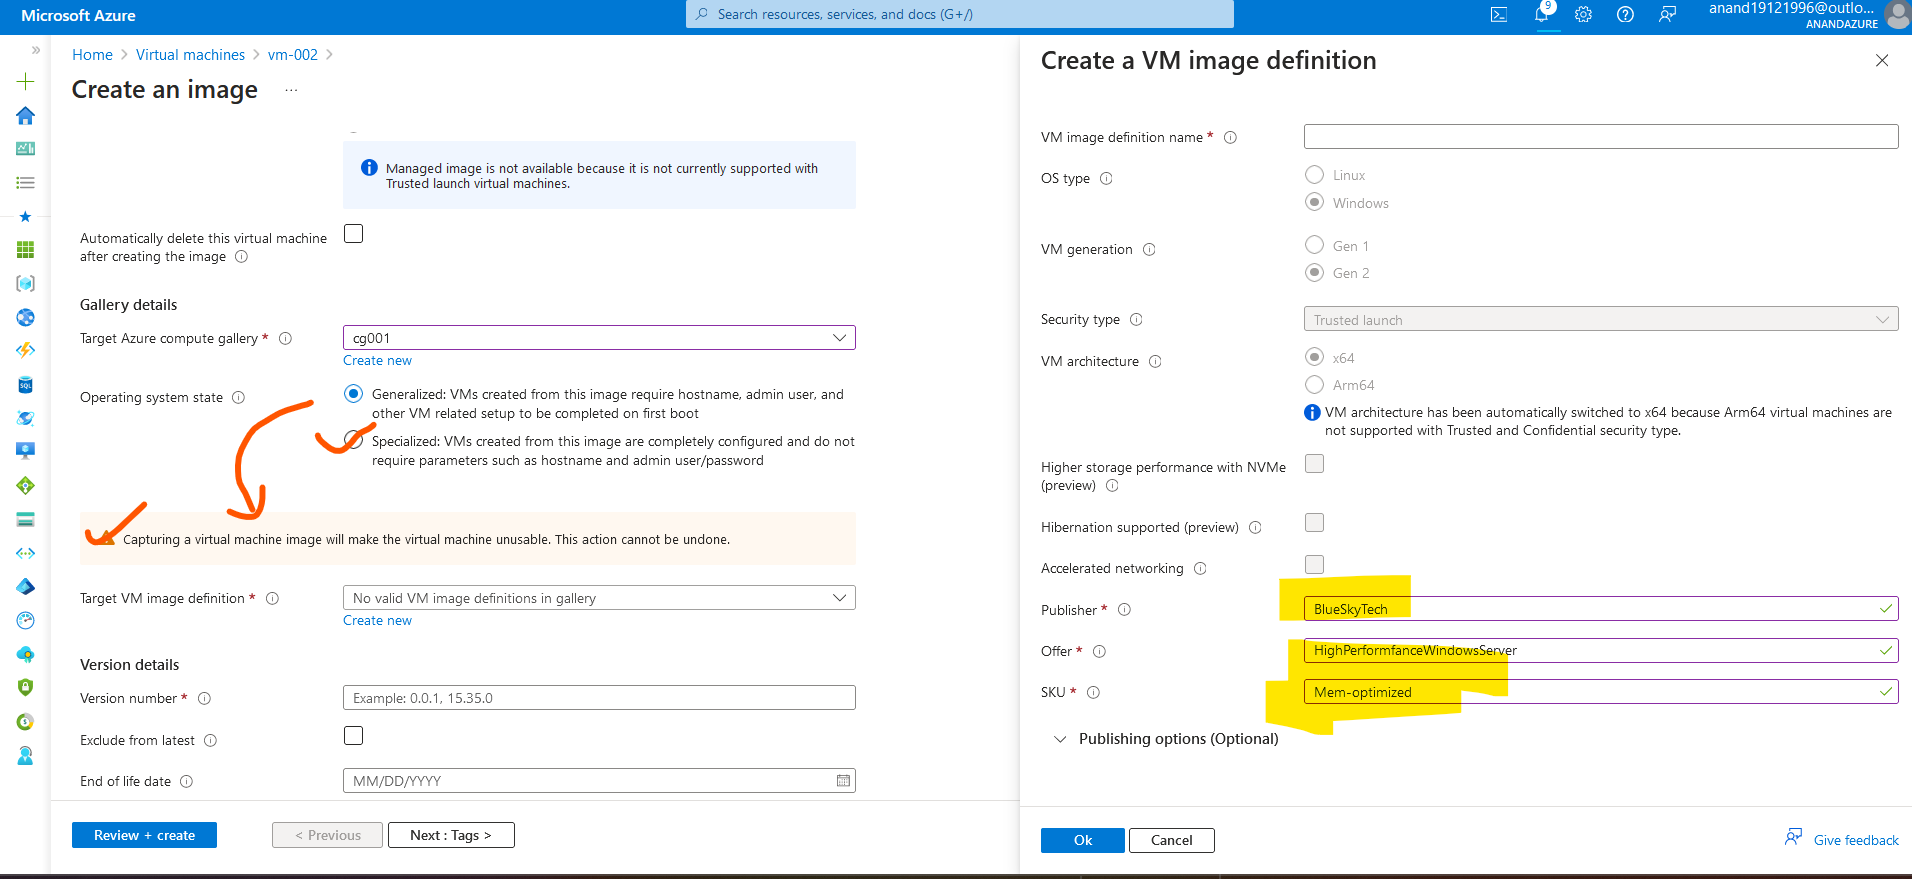 Microsoft Azure
Search resources, services, and docs (G+/)
9
anand19121996@outlo...
ANANDAZURE
Home > Virtual machines > vm-002 >
Create an image ...
Managed image is not available because it is not currently supported with
Trusted launch virtual machines.
Automatically delete this virtual machine
after creating the image
Gallery details
Target Azure compute gallery *
cg001
Create new
Operating system state
Generalized: VMs created from this image require hostname, admin user, and
other VM related setup to be completed on first boot
Specialized: VMs created from this image are completely configured and do not
require parameters such as hostname and admin user/password
Capturing a virtual machine image will make the virtual machine unusable. This action cannot be undone.
Target VM image definition *
No valid VM image definitions in gallery
Create new
Version details
Version number *
Example: 0.0.1, 15.35.0
Exclude from latest
End of life date
MM/DD/YYYY
Review + create
< Previous
Next : Tags >
Create a VM image definition
VM image definition name *
OS type
Linux
Windows
VM generation
Gen 1
Gen 2
Security type
Trusted launch
VM architecture
x64
Arm64
VM architecture has been automatically switched to x64 because Arm64 virtual machines are
not supported with Trusted and Confidential security type.
Higher storage performance with NVMe
(preview)
Hibernation supported (preview)
Accelerated networking
Publisher *
BlueSkyTech
Offer *
HighPerformfanceWindowsServer
SKU *
Mem-optimized
Publishing options (Optional)
Ok
Cancel
Give feedback
SQL